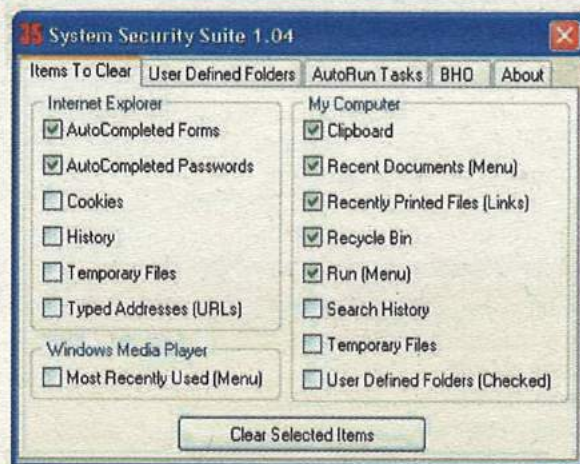 3S System Security Suite 1.04
Items To Clear
User Defined Folders
AutoRun Tasks
BHO
About
Internet Explorer
AutoCompleted Forms
AutoCompleted Passwords
Cookies
History
Temporary Files
Typed Addresses (URLs)
Windows Media Player
Most Recently Used (Menu)
My Computer
Clipboard
Recent Documents (Menu)
Recently Printed Files (Links)
Recycle Bin
Run (Menu)
Search History
Temporary Files
User Defined Folders (Checked)
Clear Selected Items